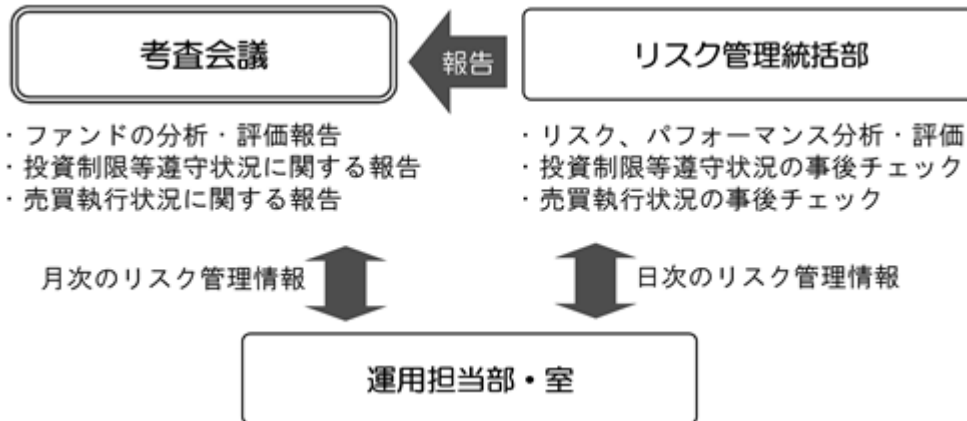 考査会議
報告
リスク管理統括部
・ファンドの分析・評価報告
・投資制限等遵守状況に関する報告
・売買執行状況に関する報告
・リスク、パフォーマンス分析・評価
・投資制限等遵守状況の事後チェック
・売買執行状況の事後チェック
月次のリスク管理情報
日次のリスク管理情報
運用担当部・室